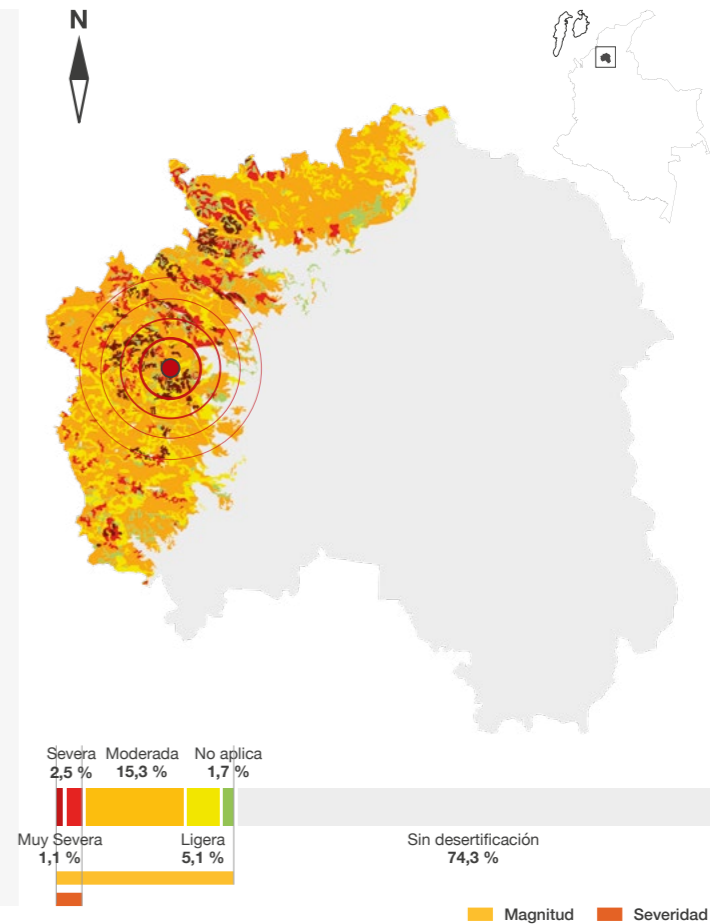 N
Severa Moderada No aplica
2,5 % 15,3 % 1,7 %
Muy Severa Ligera Sin desertificación
1,1 % 5,1 % 74,3 %
Magnitud Severidad